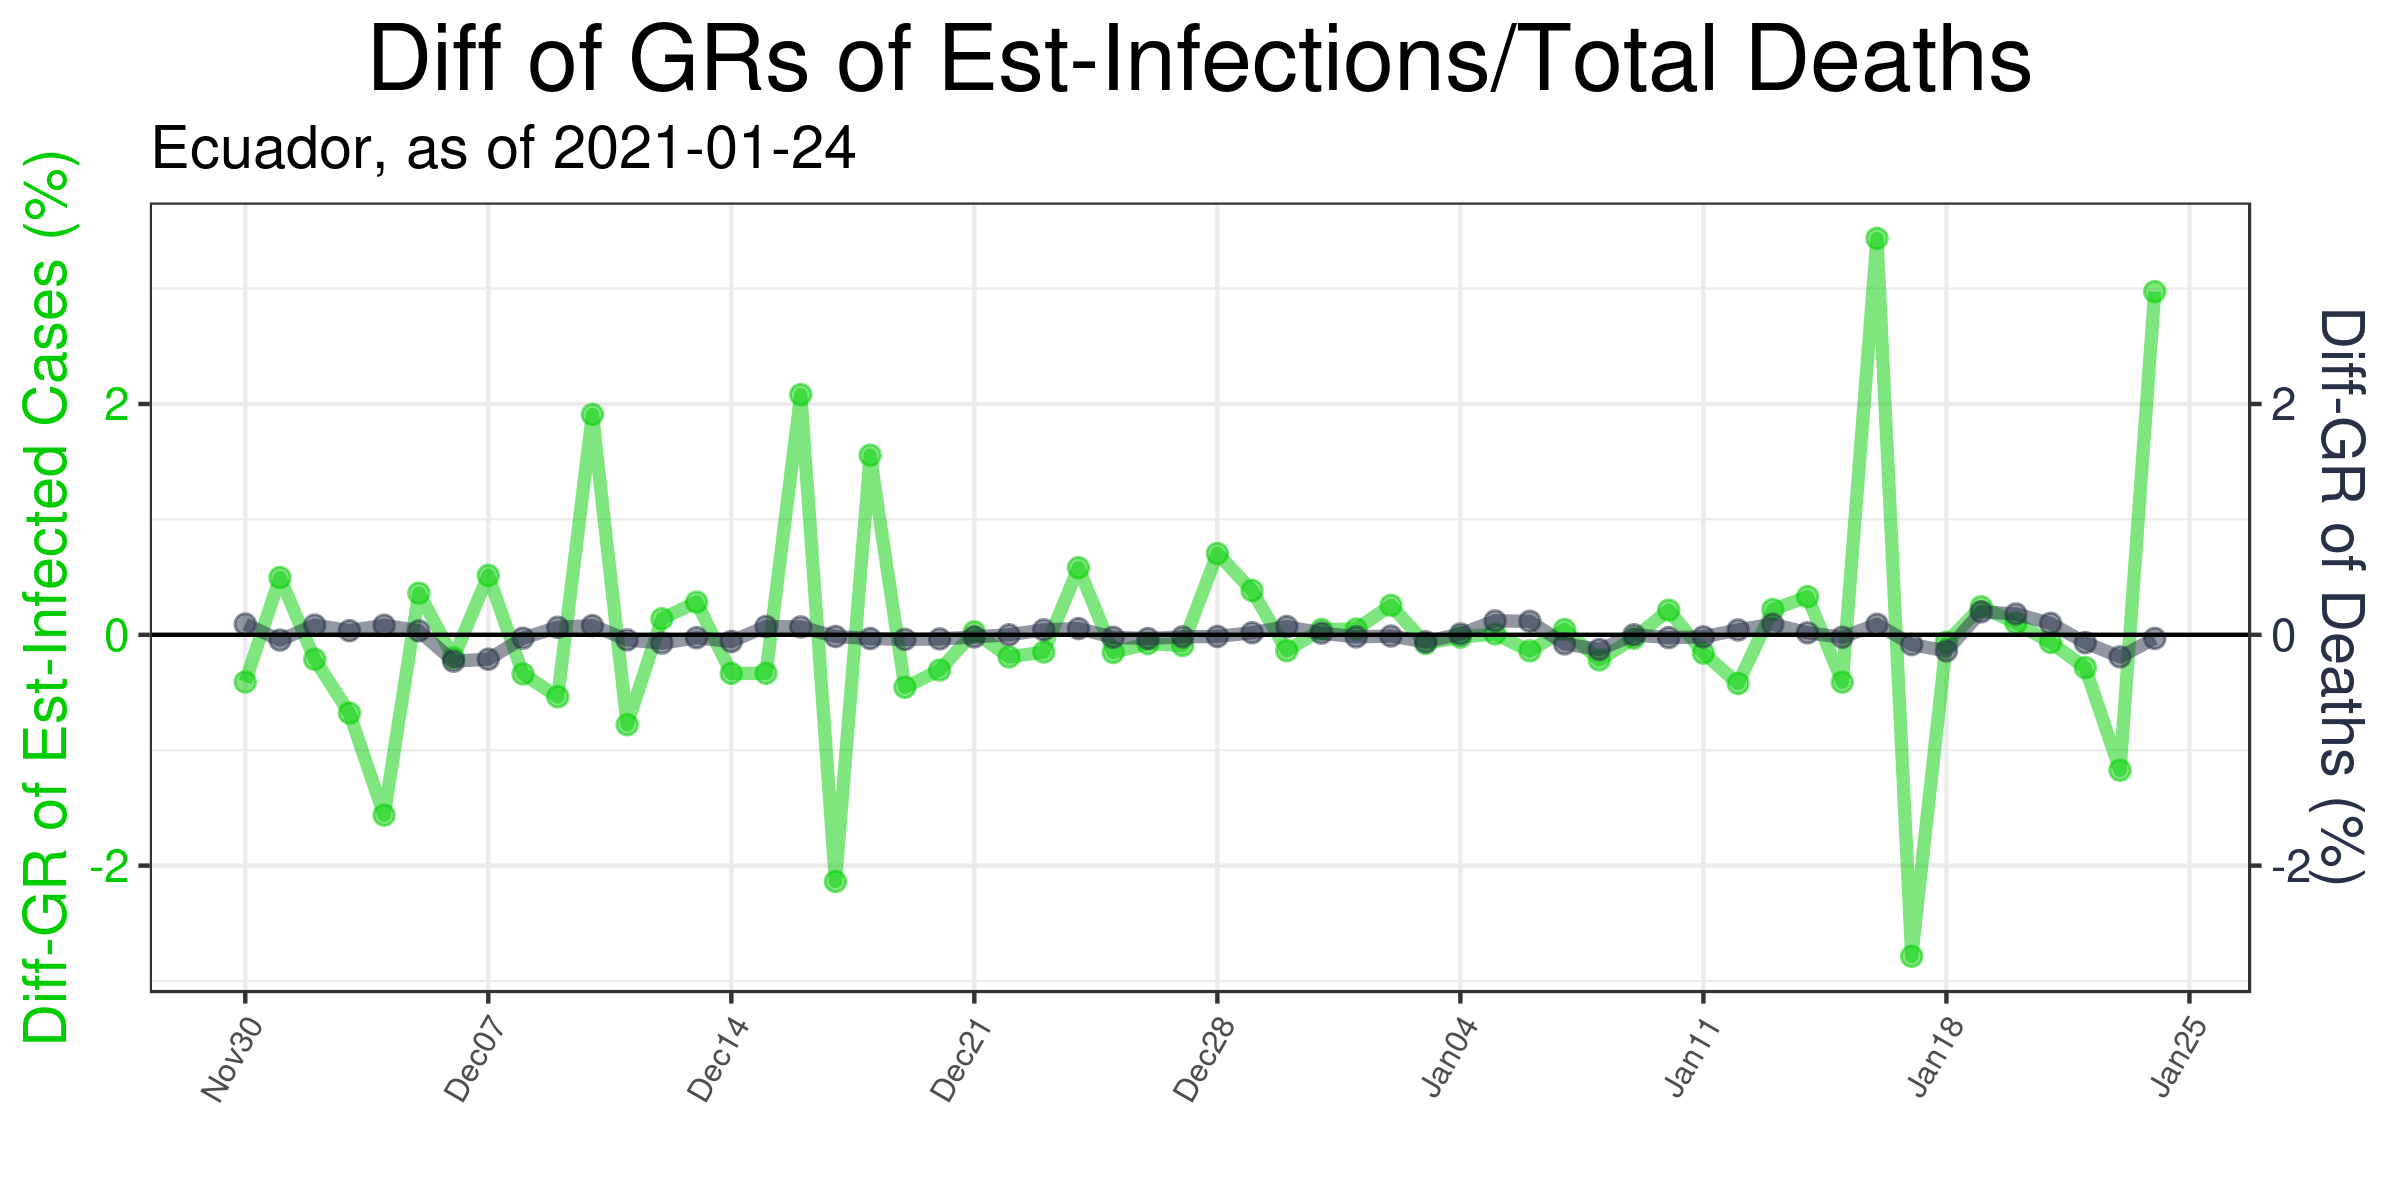 Diff of GRs of Est-Infections/Total Deaths
Ecuador, as of 2021-01-24
Diff-GR of Est-Infected Cases (%)
2
0
-2
2
0
-2
Diff-GR of Deaths (%)
Nov30
Dec07
Dec14
Dec21
Dec28
Jan04
Jan11
Jan18
Jan25